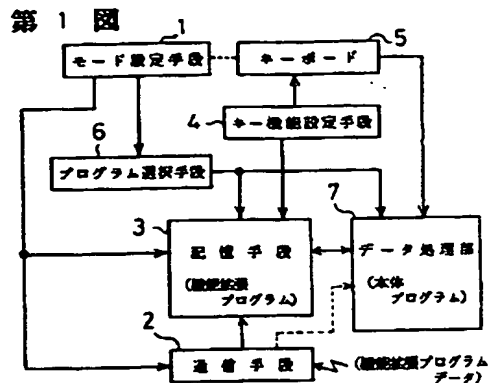 第 1 図
1
5
モード設定手段
キーボード
4
キー機能設定手段
6
プログラム選択手段
3
7
記憶手段
データ処理部
(機能拡張
プログラム)
(本体
プログラム)
2
通信手段
(機能拡張プログラム
データ)